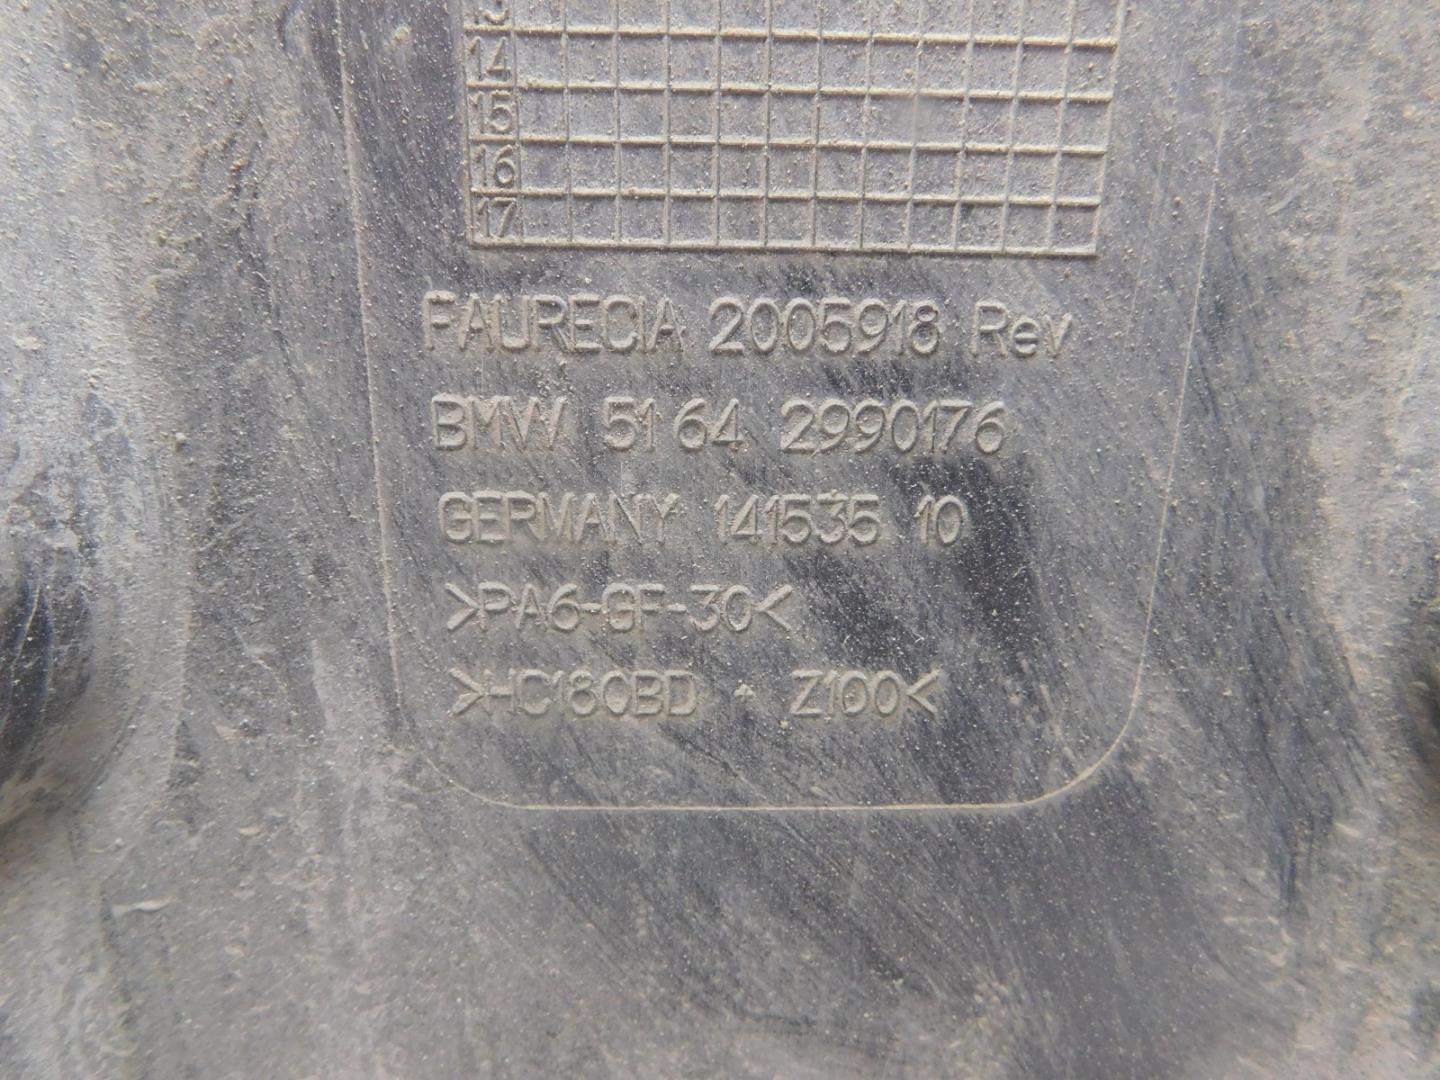 14
15
16
17
FAURECIA 2005918 Rev
BMW 51 64 2990176
GERMANY 141535 10
>PA6-GF-30<
>HC180BD + Z100<